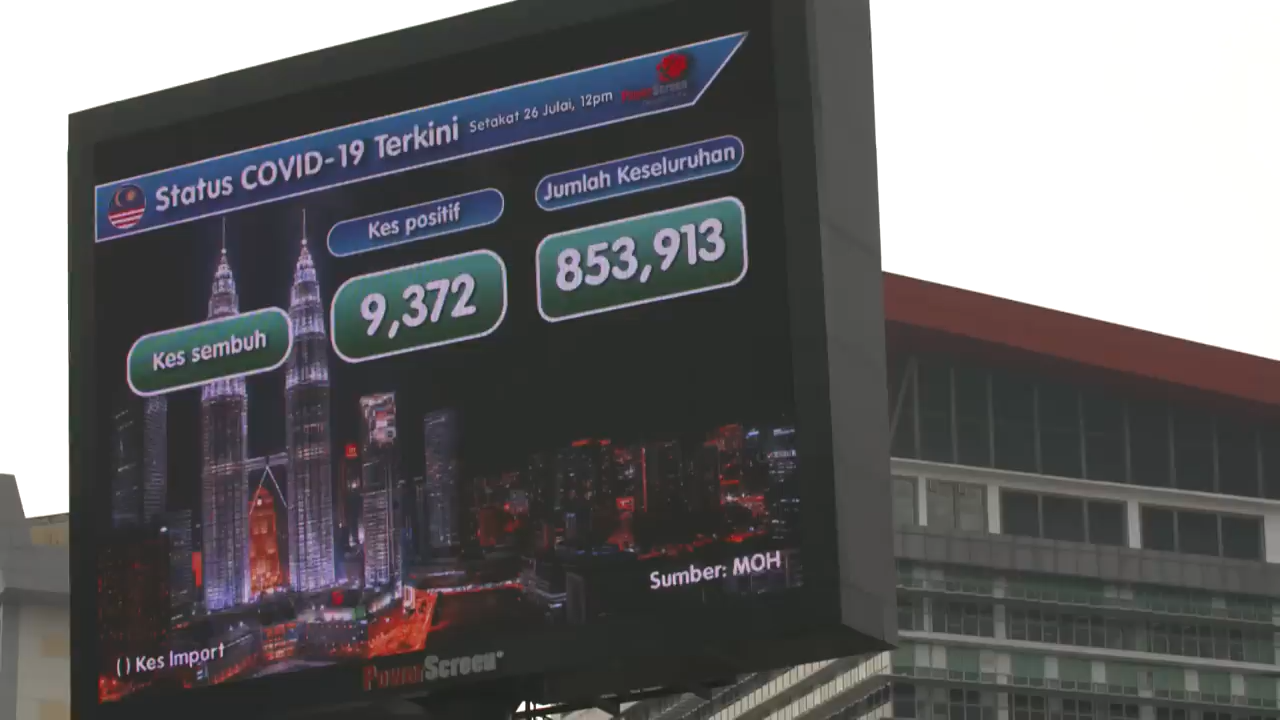 Status COVID-19 Terkini Setakat 26 Julai, 12pm PowerScreen
Kes positif
Jumlah Keseluruhan
9,372
853,913
Kes sembuh
Sumber: MOH
() Kes Import
PowerScreen